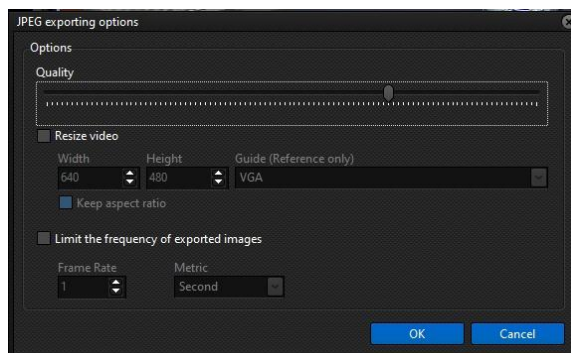 JPEG exporting options
Options
Quality
Resize video
Width Height Guide (Reference only)
640 480 VGA
Keep aspect ratio
Limit the frequency of exported images
Frame Rate Metric
1 Second
OK Cancel